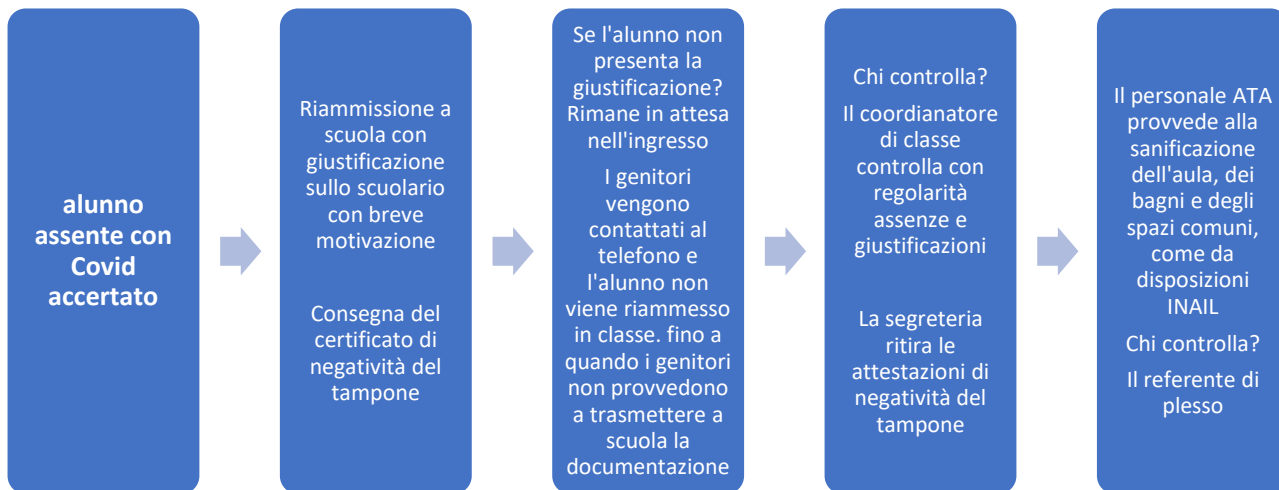 alunno
assente con
Covid
accertato
Riammissione a
scuola con
giustificazione
sullo scuolario
con breve
motivazione
Consegna del
certificato di
negatività del
tampone
Se l'alunno non
presenta la
giustificazione?
Rimane in attesa
nell'ingresso
I genitori
vengono
contattati al
telefono e
l'alunno non
viene riammesso
in classe. fino a
quando i genitori
non provvedono
a trasmettere a
scuola la
documentazione
Chi controlla?
Il coordianatore
di classe
controlla con
regolarità
assenze e
giustificazioni
La segreteria
ritira le
attestazioni di
negatività del
tampone
Il personale ATA
provvede alla
sanificazione
dell'aula, dei
bagni e degli
spazi comuni,
come da
disposizioni
INAIL
Chi controlla?
Il referente di
plesso